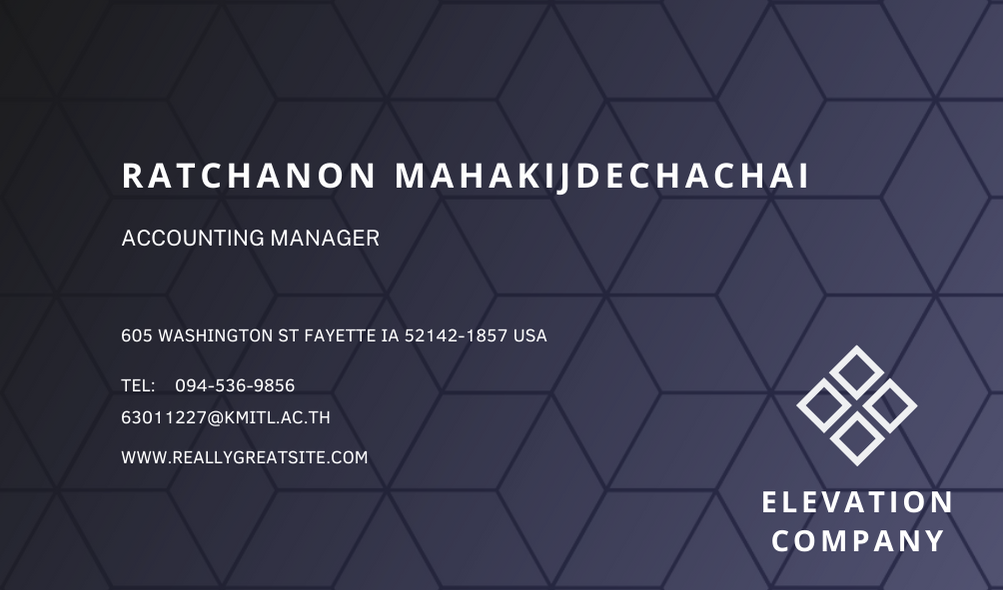 RATCHANON MAHAKIJDECHACHAI
ACCOUNTING MANAGER
605 WASHINGTON ST FAYETTE IA 52142-1857 USA
TEL: 094-536-9856
63011227@KMITL.AC.TH
WWW.REALLYGREATSITE.COM
ELEVATION
COMPANY